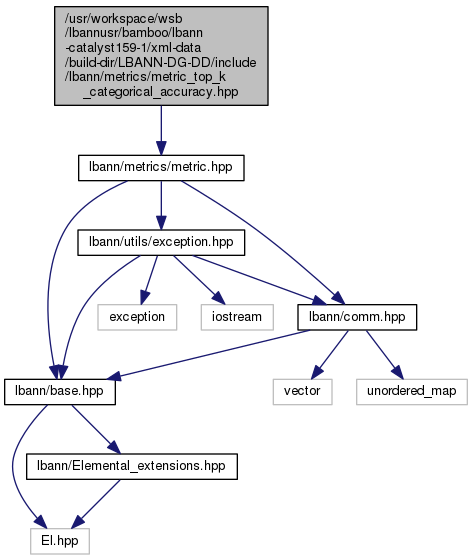 /usr/workspace/wsb
/lbannusr/bamboo/lbann
-catalyst159-1/xml-data
/build-dir/LBANN-DG-DD/include
/lbann/metrics/metric_top_k
_categorical_accuracy.hpp
lbann/metrics/metric.hpp
lbann/utils/exception.hpp
exception
iostream
lbann/comm.hpp
lbann/base.hpp
vector
unordered_map
lbann/Elemental_extensions.hpp
El.hpp